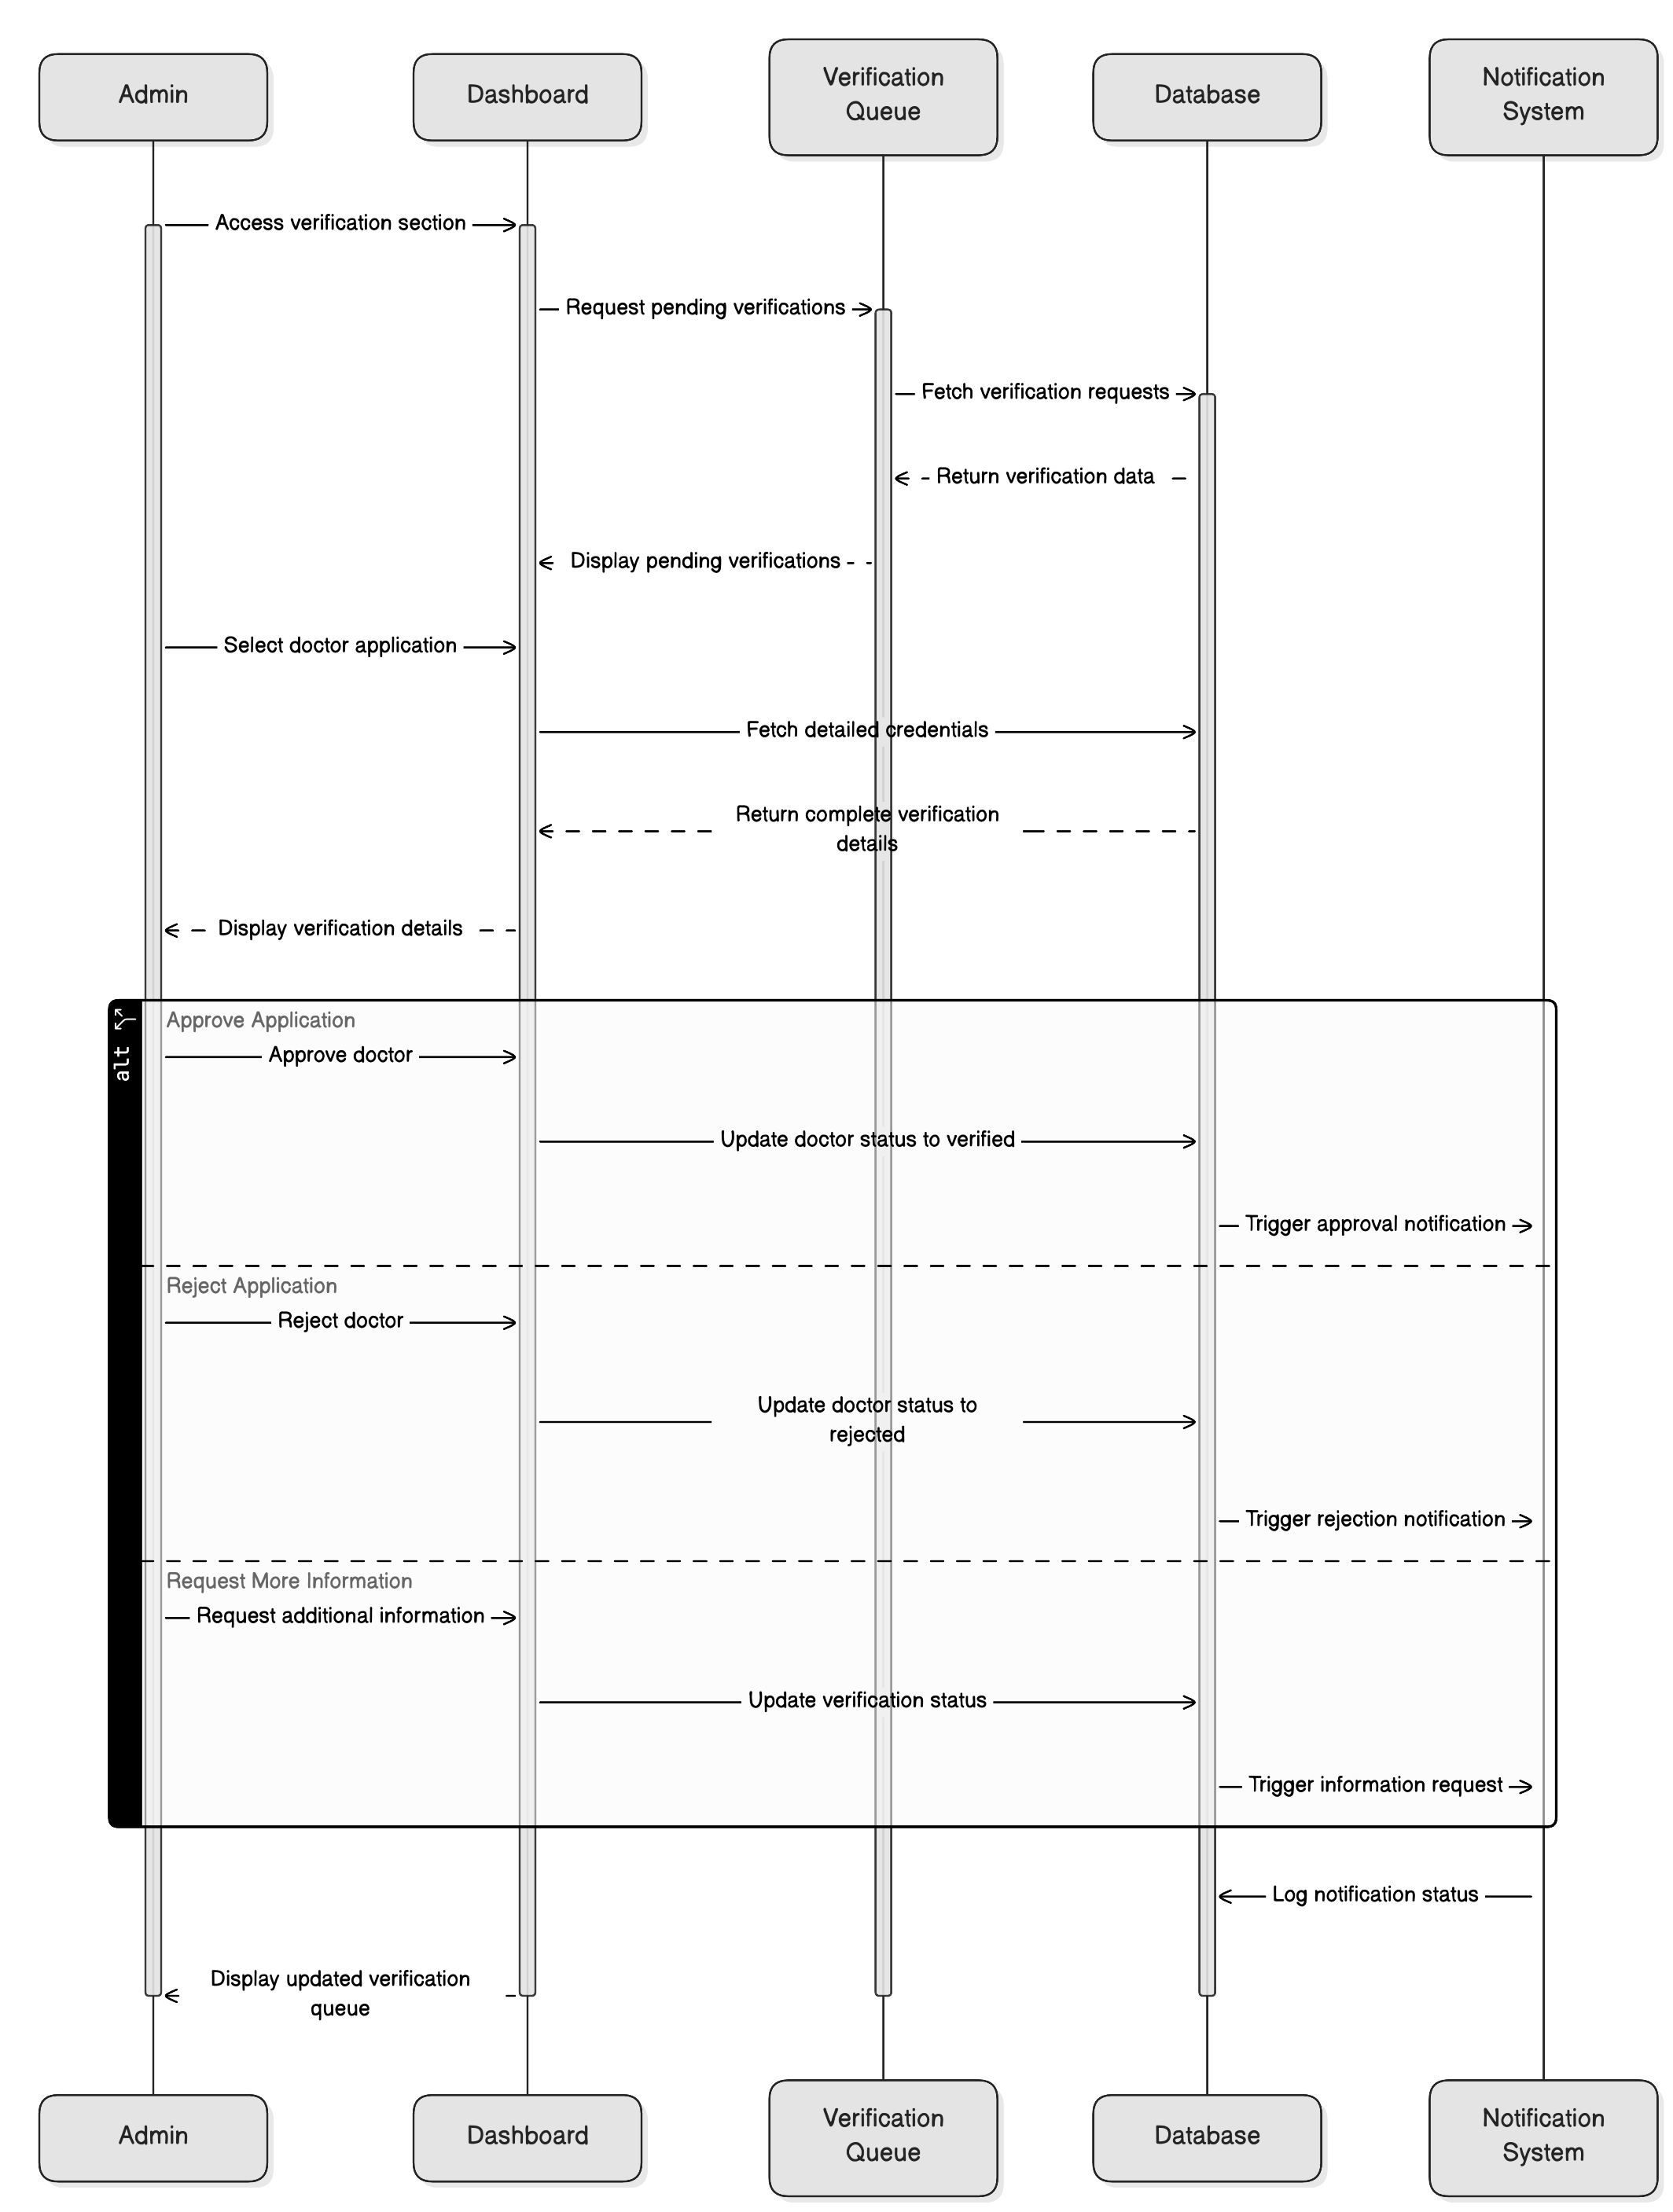 Admin
Dashboard
Verification
Queue
Database
Notification
System
Access verification section
Request pending verifications
Fetch verification requests
Return verification data
Display pending verifications
Select doctor application
Fetch detailed credentials
Return complete verification
details
Display verification details
alt
Approve Application
Approve doctor
Update doctor status to verified
Trigger approval notification
Reject Application
Reject doctor
Update doctor status to
rejected
Trigger rejection notification
Request More Information
Request additional information
Update verification status
Trigger information request
Log notification status
Display updated verification
queue
Admin
Dashboard
Verification
Queue
Database
Notification
System